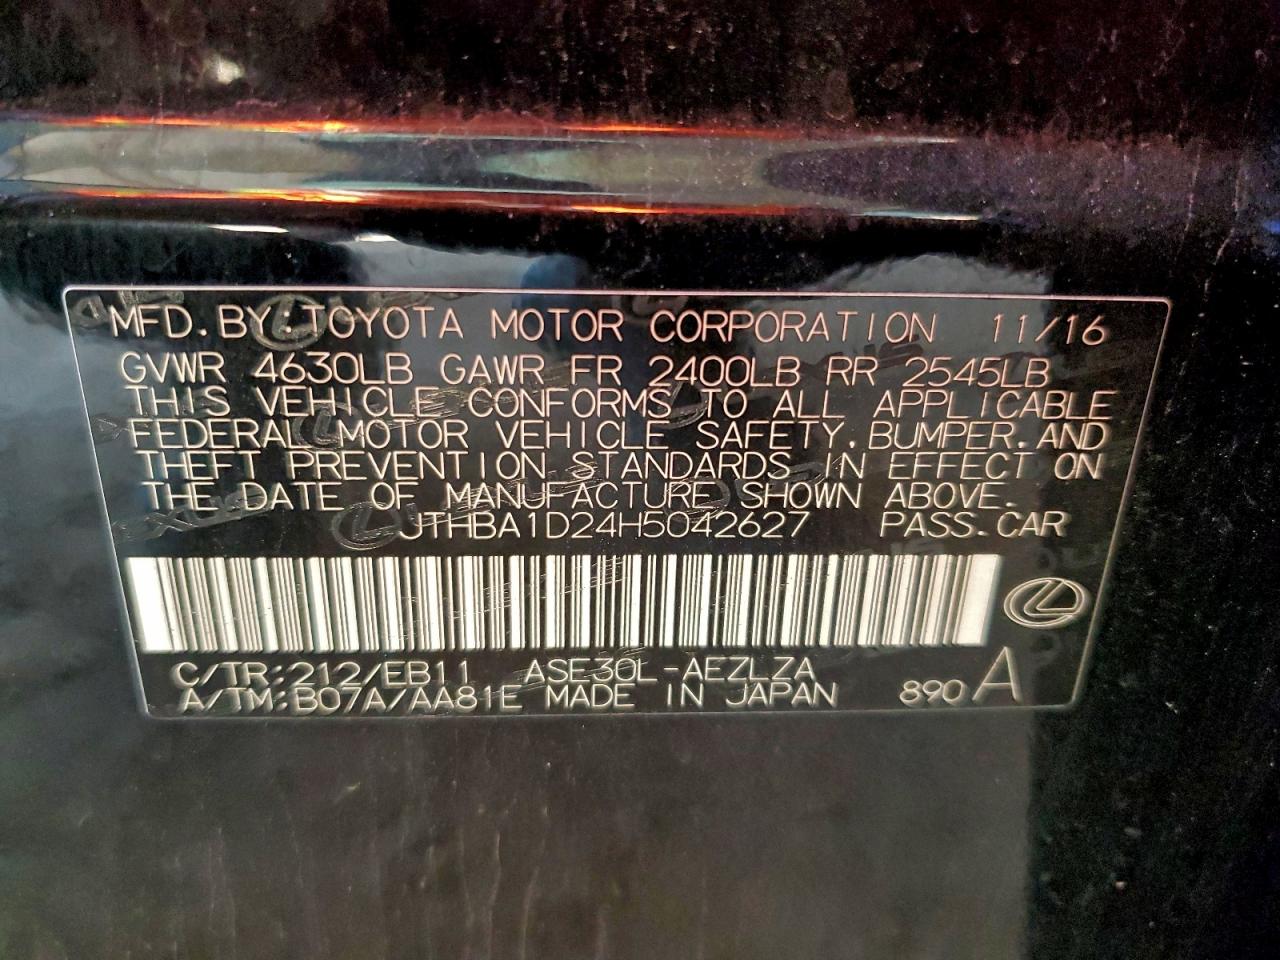 MFD. BY: TOYOTA MOTOR CORPORATION 11/16
GVWR 4630LB GAWR FR 2400LB RR 2545LB
THIS VEHICLE CONFORMS TO ALL APPLICABLE
FEDERAL MOTOR VEHICLE SAFETY, BUMPER, AND
THEFT PREVENTION STANDARDS IN EFFECT ON
THE DATE OF MANUFACTURE SHOWN ABOVE.
JTHBA1D24H5042627 PASS. CAR
C/TR:212/EB11 ASE30L-AEZLZA
A/TM:B07A/AA81E MADE IN JAPAN 890 A